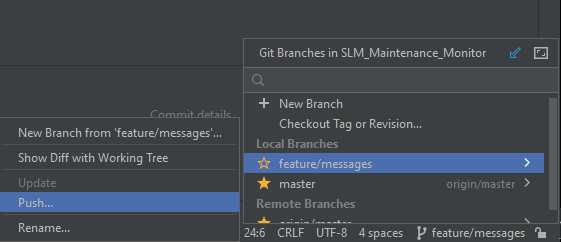 Git Branches in SLM_Maintenance_Monitor
New Branch
Checkout Tag or Revision...
Local Branches
feature/messages
master origin/master
Remote Branches
origin/master
Commit details
New Branch from 'feature/messages'...
Show Diff with Working Tree
Update
Push...
Rename...
24:6 CRLF UTF-8 4 spaces feature/messages